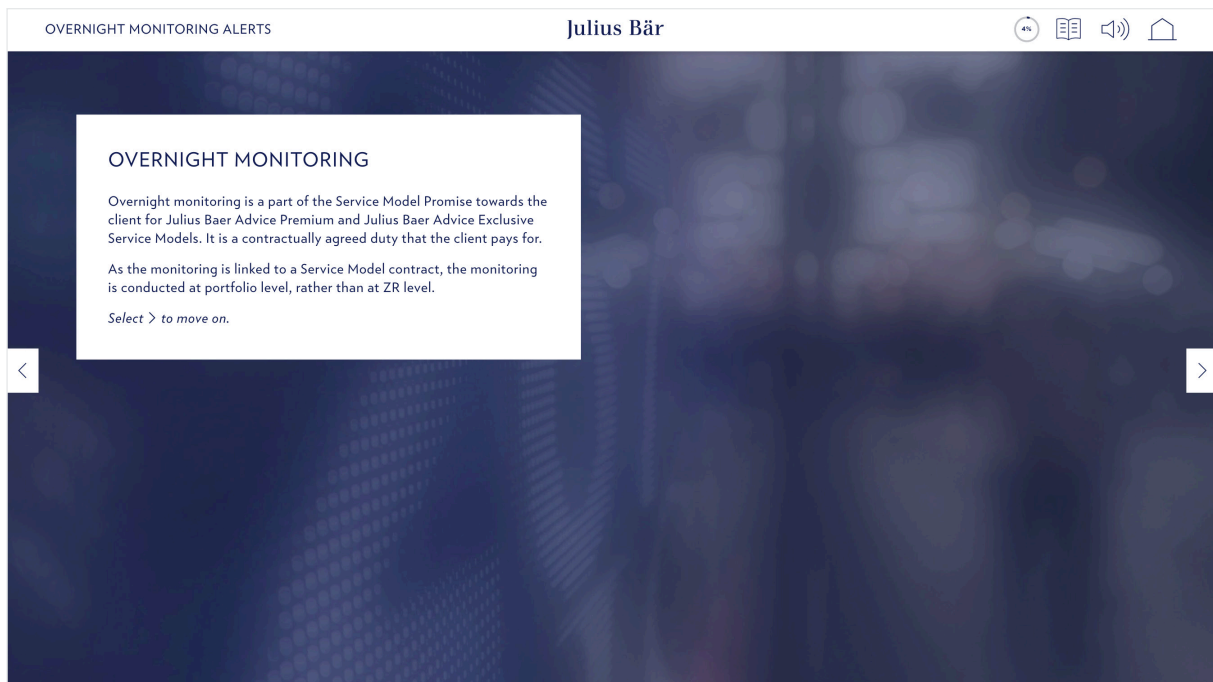 OVERNIGHT MONITORING ALERTS
Julius Bär
4%
OVERNIGHT MONITORING
Overnight monitoring is a part of the Service Model Promise towards the
client for Julius Baer Advice Premium and Julius Baer Advice Exclusive
Service Models. It is a contractually agreed duty that the client pays for.
As the monitoring is linked to a Service Model contract, the monitoring
is conducted at portfolio level, rather than at ZR level.
Select > to move on.